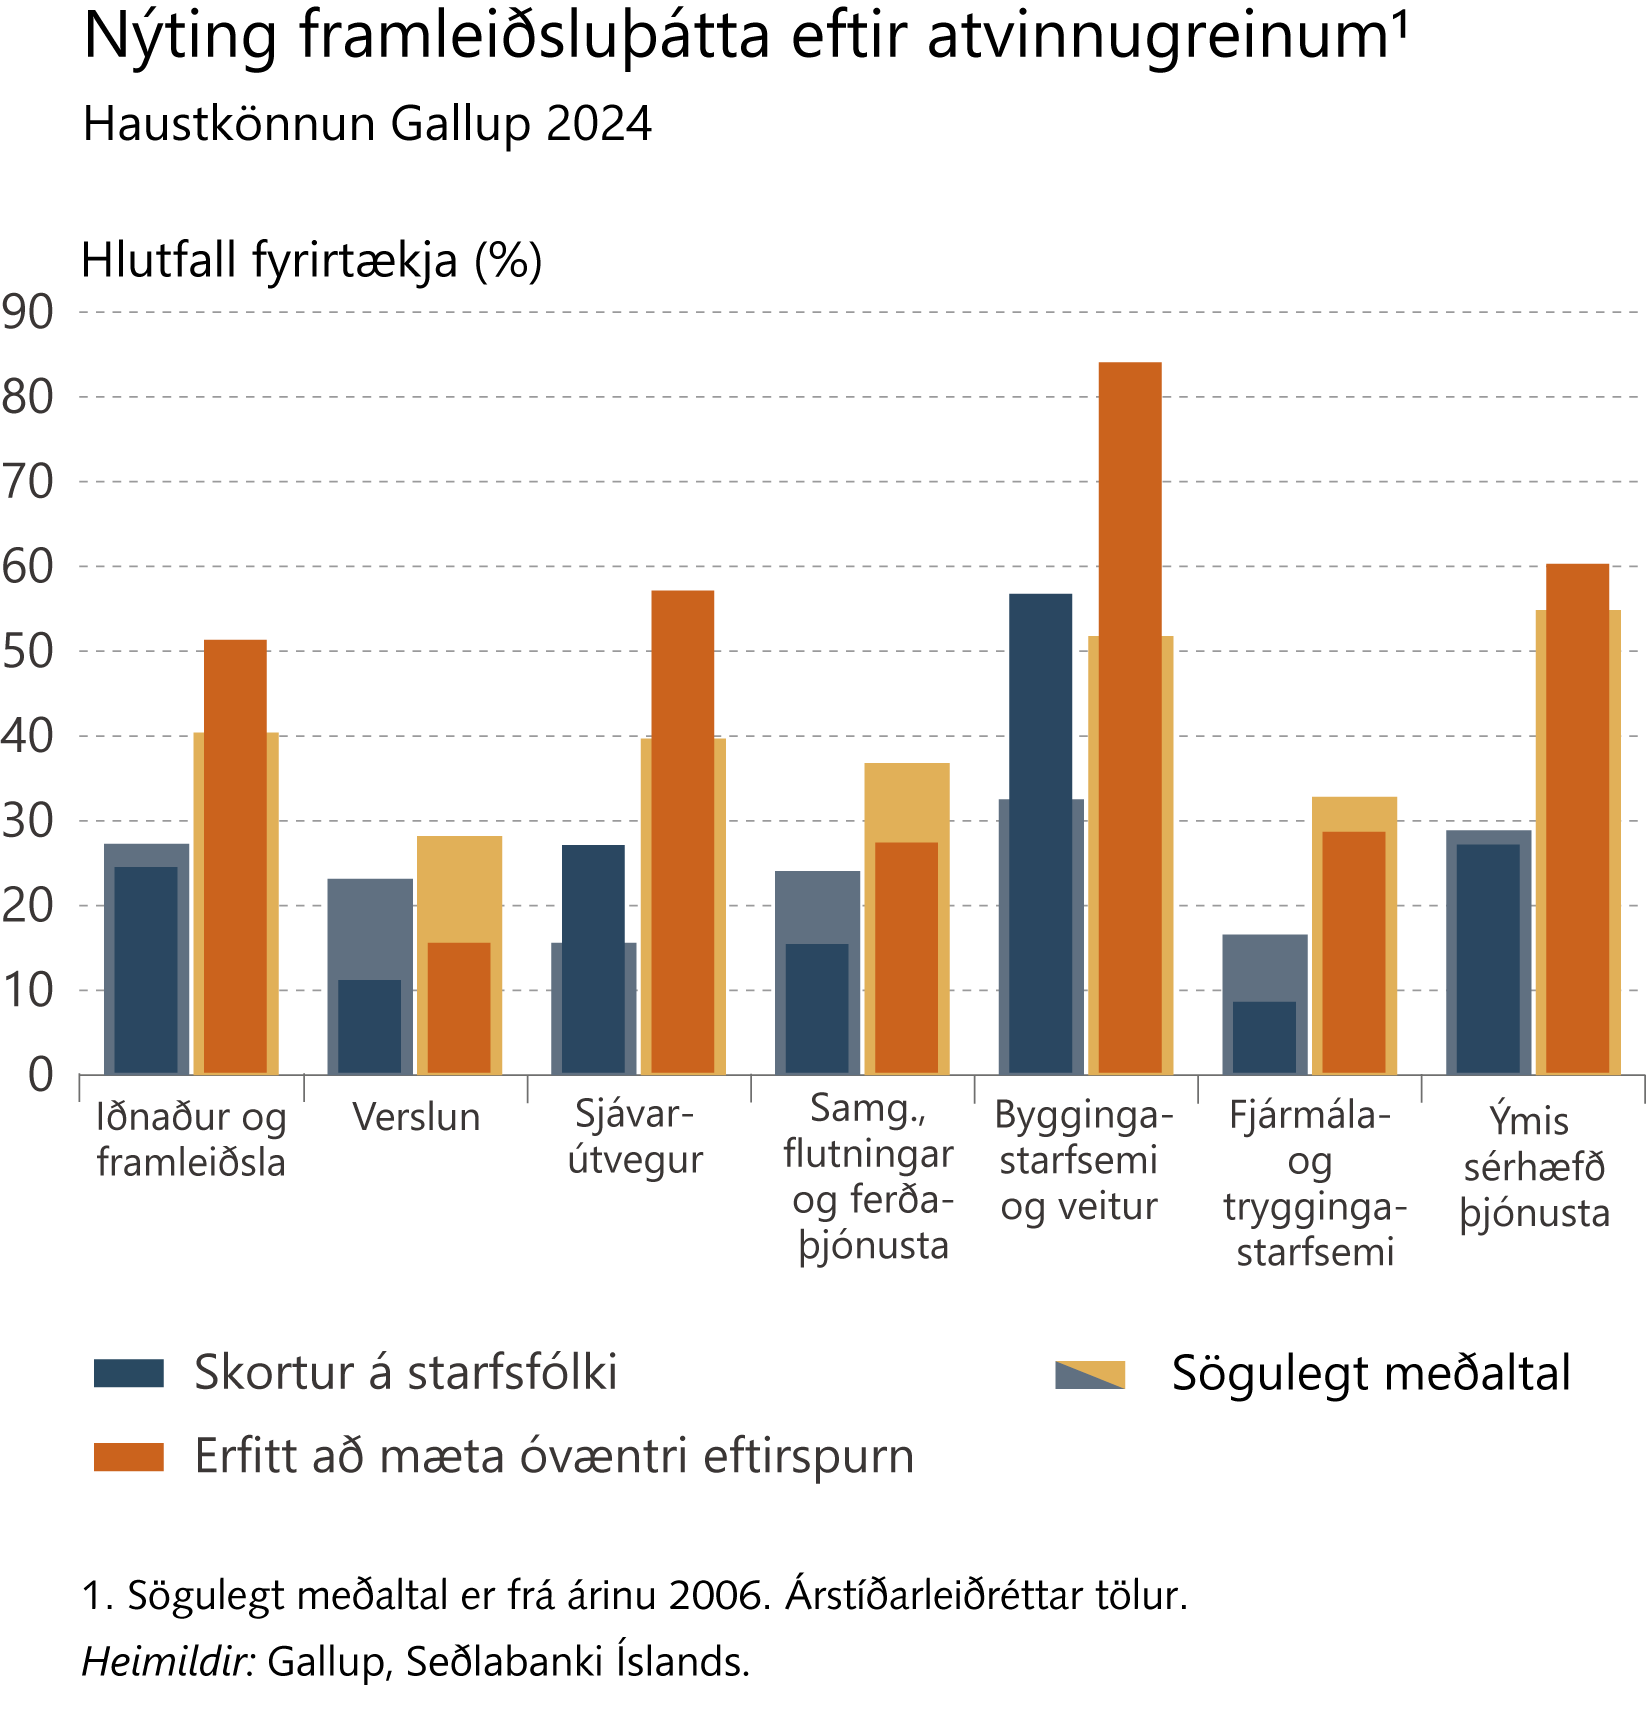 Nýting framleiðsluþátta eftir atvinnugreinum¹
Haustkönnun Gallup 2024
Hlutfall fyrirtækja (%)
90
80
70
60
50
40
30
20
10
0
Iðnaður og
framleiðsla
Verslun
Sjávar-
útvegur
Samg.,
flutningar
og ferða-
þjónusta
Bygginga-
starfsemi
og veitur
Fjármála-
og
trygginga-
starfsemi
Ýmis
sérhæfð
þjónusta
Skortur á starfsfólki
Erfitt að mæta óvæntri eftirspurn
Sögulegt meðaltal
1. Sögulegt meðaltal er frá árinu 2006. Árstíðarleiðréttar tölur.
Heimildir: Gallup, Seðlabanki Íslands.